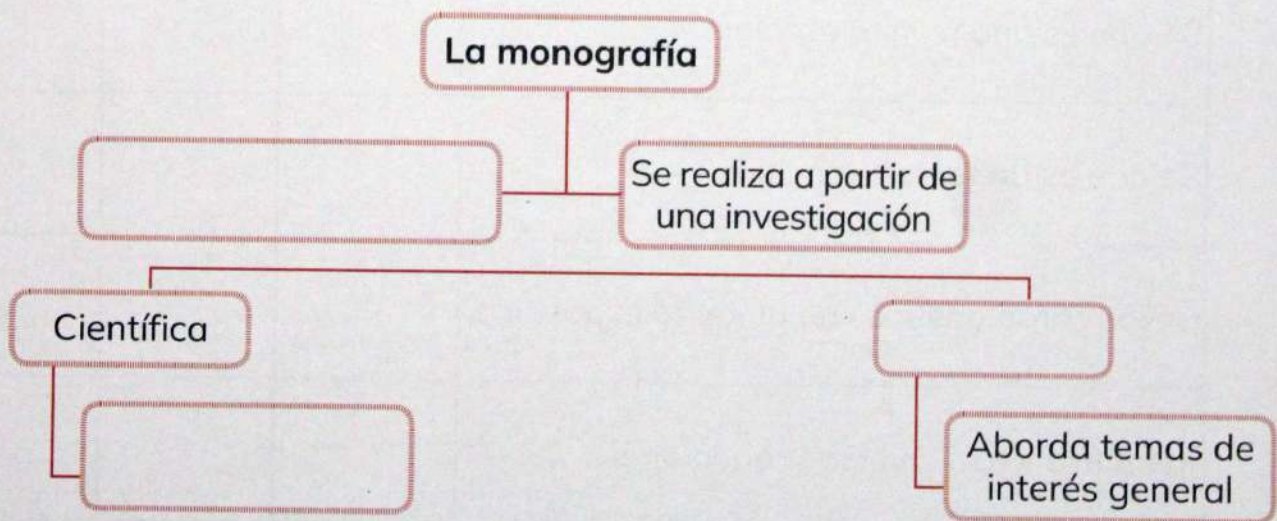 La monografía
Se realiza a partir de
una investigación
Científica
Aborda temas de
interés general